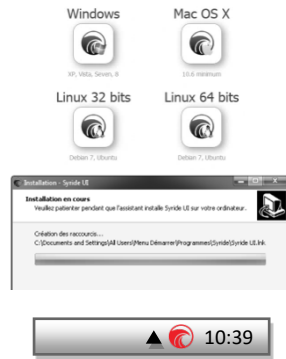 Windows
Mac OS X
XP, Vista, Seven, 8
10.6 minimum
Linux 32 bits
Linux 64 bits
Debian 7, Ubuntu
Debian 7, Ubuntu
Installation - Syride UI
Installation en cours
Veuillez patienter pendant que l'assistant installe Syride UI sur votre ordinateur.
Création des raccourcis...
C:\Documents and Settings\All Users\Menu Démarrer\Programmes\Syride\Syride UI.lnk
10:39